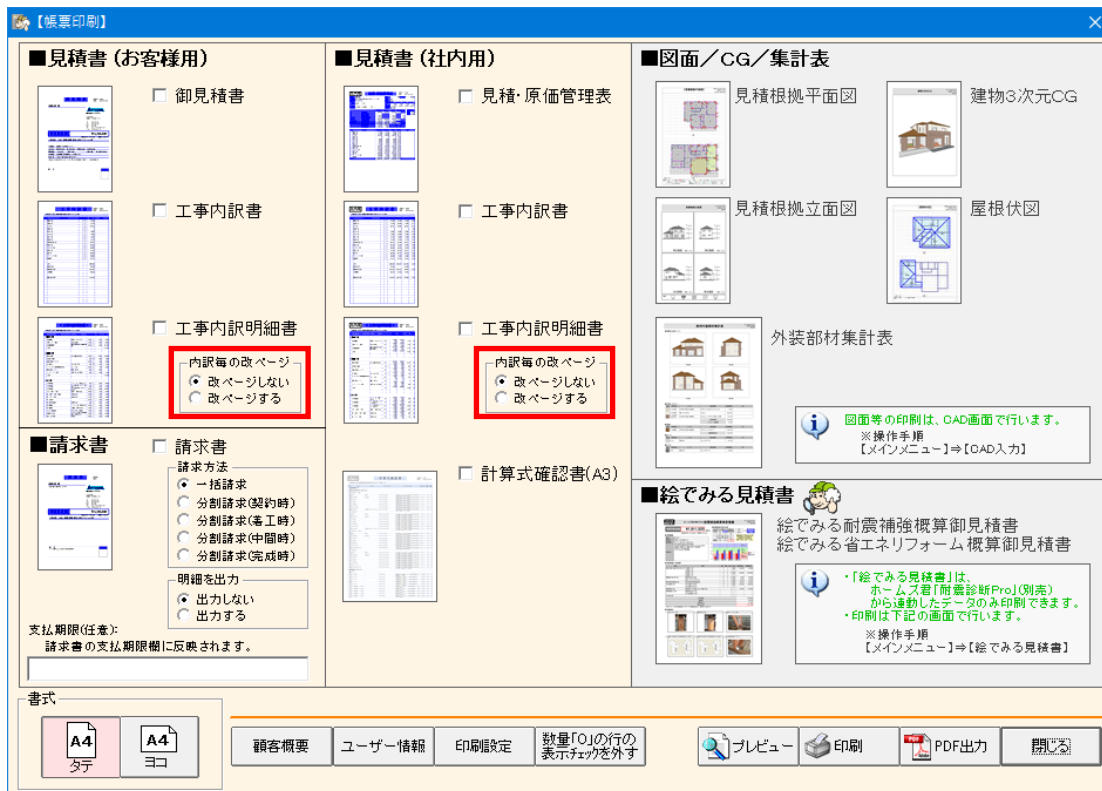 【帳票印刷】
■見積書 (お客様用)
御見積書
工事内訳書
工事内訳明細書
内訳毎の改ページ
改ページしない
改ページする
■請求書
請求書
請求方法
一括請求
分割請求(契約時)
分割請求(着工時)
分割請求(中間時)
分割請求(完成時)
明細を出力
出力しない
出力する
支払期限(任意):
請求書の支払期限欄に反映されます。
■見積書 (社内用)
見積・原価管理表
工事内訳書
工事内訳明細書
内訳毎の改ページ
改ページしない
改ページする
計算式確認書(A3)
■図面／CG／集計表
見積根拠平面図
建物3次元CG
見積根拠立面図
屋根伏図
外装部材集計表
図面等の印刷は、CAD画面で行います。
※操作手順
【メインメニュー】⇒【CAD入力】
■絵でみる見積書
絵でみる耐震補強概算御見積書
絵でみる省エネリフォーム概算御見積書
・「絵でみる見積書」は、
ホームズ君「耐震診断Pro」(別売)
から連動したデータのみ印刷できます。
・印刷は下記の画面で行います。
※操作手順
【メインメニュー】⇒【絵でみる見積書】
書式
A4
タテ
A4
ヨコ
顧客概要
ユーザー情報
印刷設定
数量「0」の行の
表示チェックを外す
プレビュー
印刷
PDF出力
閉じる